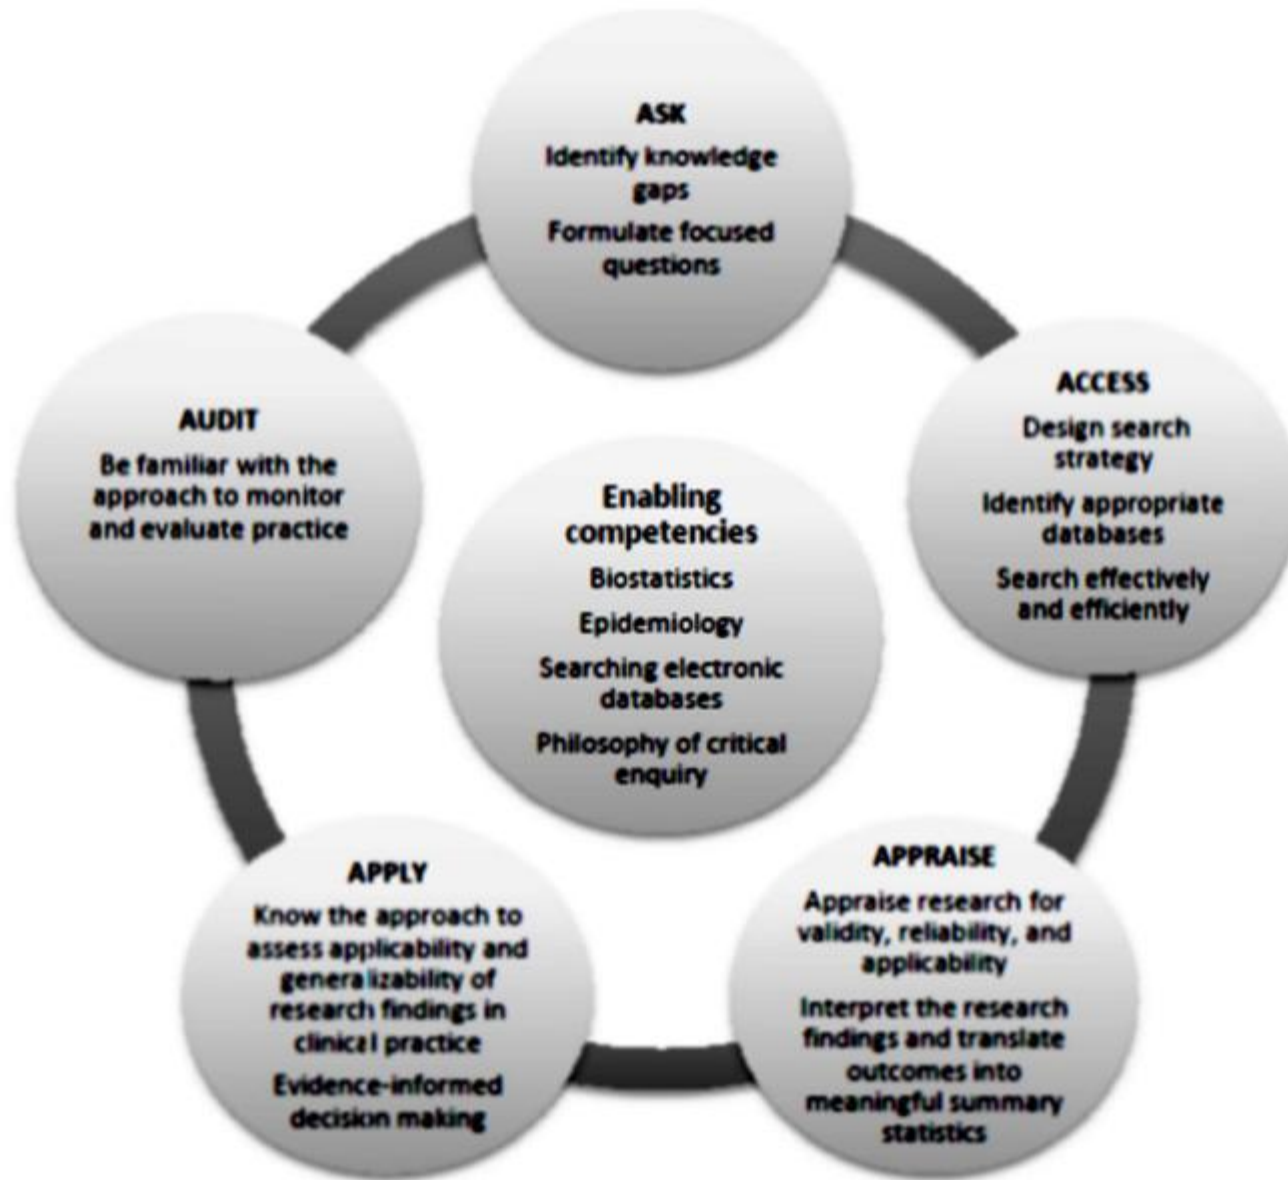 ASK
Identify knowledge
gaps
Formulate focused
questions
ACCESS
Design search
strategy
Identify appropriate
databases
Search effectively
and efficiently
APPRAISE
Appraise research for
validity, reliability, and
applicability
Interpret the research
findings and translate
outcomes into
meaningful summary
statistics
APPLY
Know the approach to
assess applicability and
generalizability of
research findings in
clinical practice
Evidence-informed
decision making
AUDIT
Be familiar with the
approach to monitor
and evaluate practice
Enabling
competencies
Biostatistics
Epidemiology
Searching electronic
databases
Philosophy of critical
enquiry